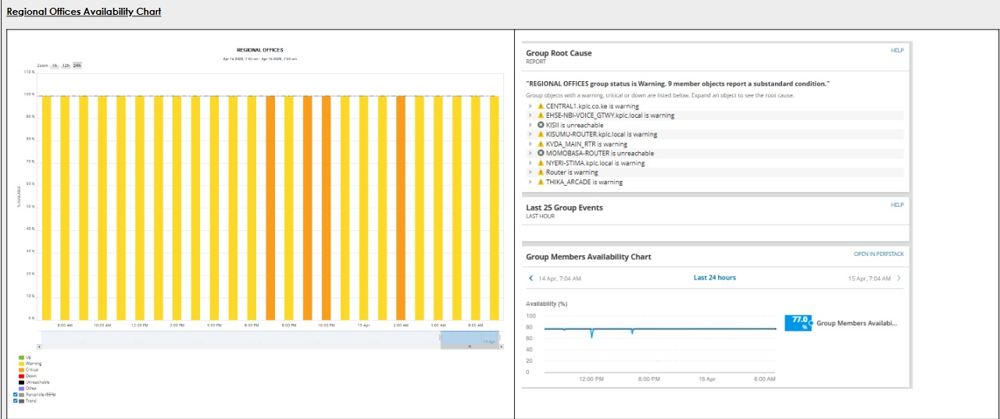 Regional Offices Availability Chart
REGIONAL OFFICES
Apr 14 2026, 7:00 am - Apr 15 2026, 7:00 am
Zoom 1h 12h 24h
110 %
100 %
90 %
80 %
70 %
60 %
50 %
40 %
30 %
20 %
10 %
0 %
% AVAILABLE
8:00 AM 10:00 AM 12:00 PM 2:00 PM 4:00 PM 6:00 PM 8:00 PM 10:00 PM 15 Apr 2:00 AM 4:00 AM 6:00 AM
15 Apr
Up
Warning
Critical
Down
Unreachable
Other
Percentile (95%)
Trend
Group Root Cause
HELP
REPORT
"REGIONAL OFFICES group status is Warning. 9 member objects report a substandard condition."
Group objects with a warning, critical or down are listed below. Expand an object to see the root cause.
CENTRAL1.kplc.co.ke is warning
EHSE-NBI-VOICE_GTWY.kplc.local is warning
KISII is unreachable
KISUMU-ROUTER.kplc.local is warning
KVDA_MAIN_RTR is warning
MOMOBASA-ROUTER is unreachable
NYERI-STIMA.kplc.local is warning
Router is warning
THIKA_ARCADE is warning
Last 25 Group Events
HELP
LAST HOUR
Group Members Availability Chart
OPEN IN PERFSTACK
14 Apr, 7:04 AM Last 24 hours 15 Apr, 7:04 AM
Availability (%)
100
80
60
40
20
0
12:00 PM 6:00 PM 15 Apr 6:00 AM
77.0 %
Group Members Availabi...